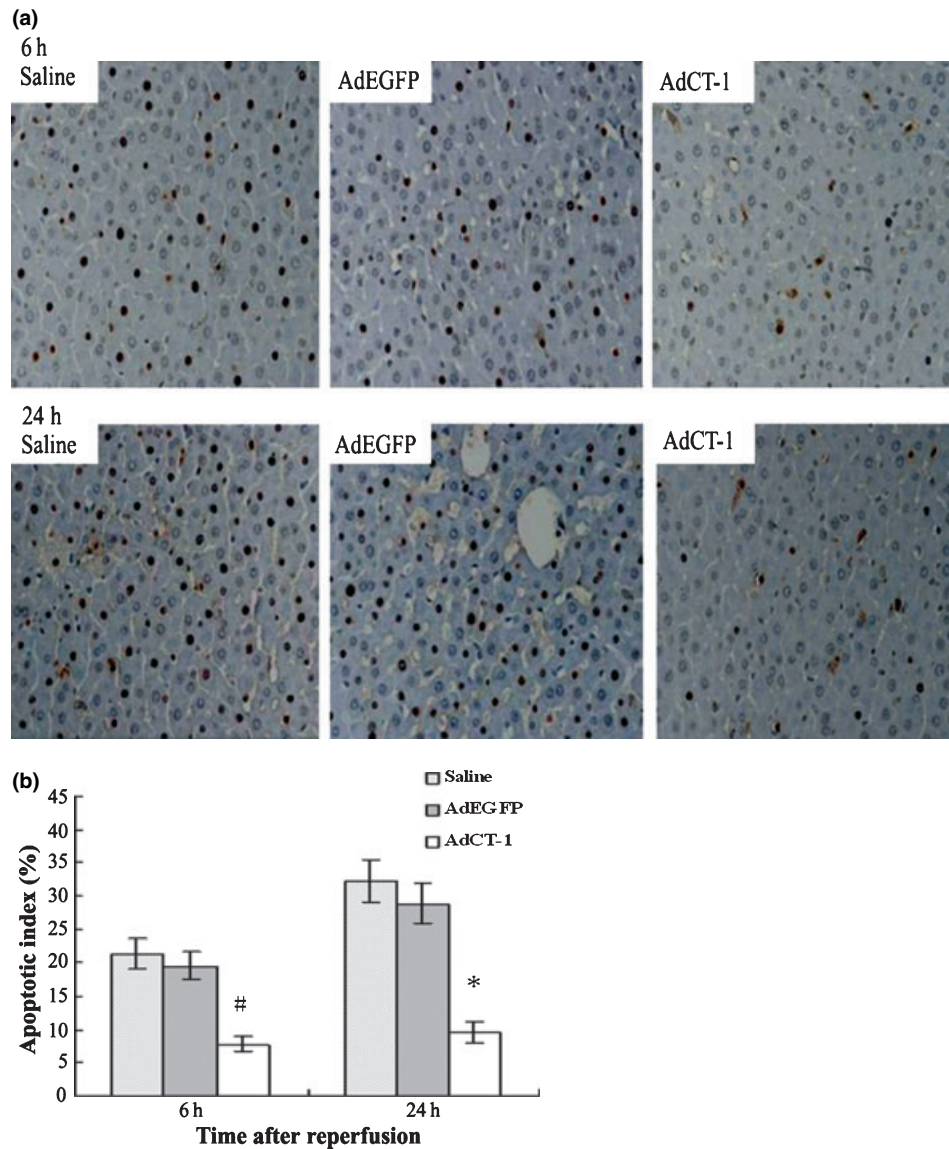 (a)
6 h
Saline
AdEGFP
AdCT-1
24 h
Saline
AdEGFP
AdCT-1
(b)
Saline
AdEGFP
AdCT-1
45
40
35
30
25
20
15
10
5
0
Apoptotic index (%)
#
*
6 h
24 h
Time after reperfusion